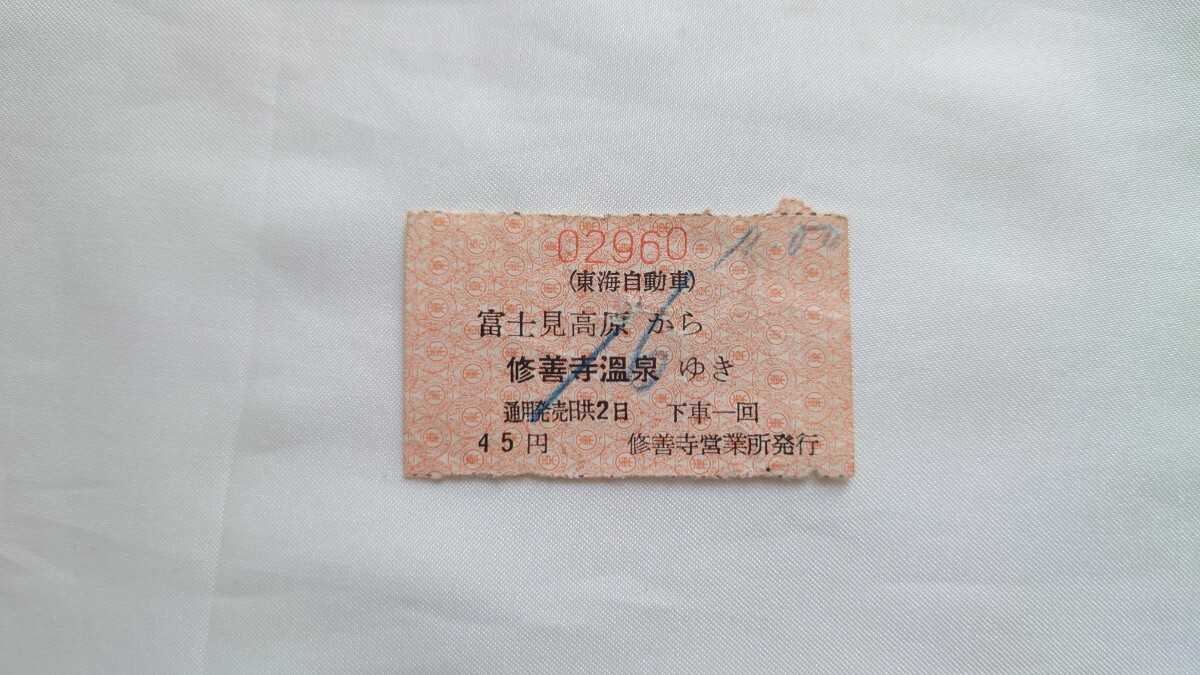 02960
(東海自動車)
富士見高原 から
修善寺溫泉 ゆき
通用発売日共2日 下車一回
45円 修善寺営業所発行